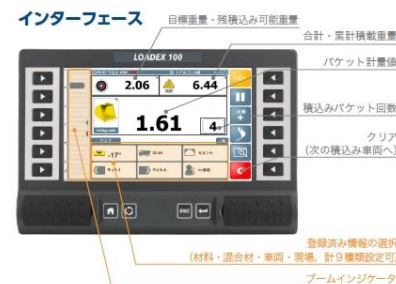 インターフェース
目標重量・残積込み可能重量
合計・累計積載重量
LOADEX 100
2.06
6.44
バケット計量値
1.61
4
積込みバケット回数
クリア
(次の積込み車両へ)
-17°
ESC
登録済み情報の選択
(材料・混合材・車両・現場、計9種類設定可)
ブームインジケータ